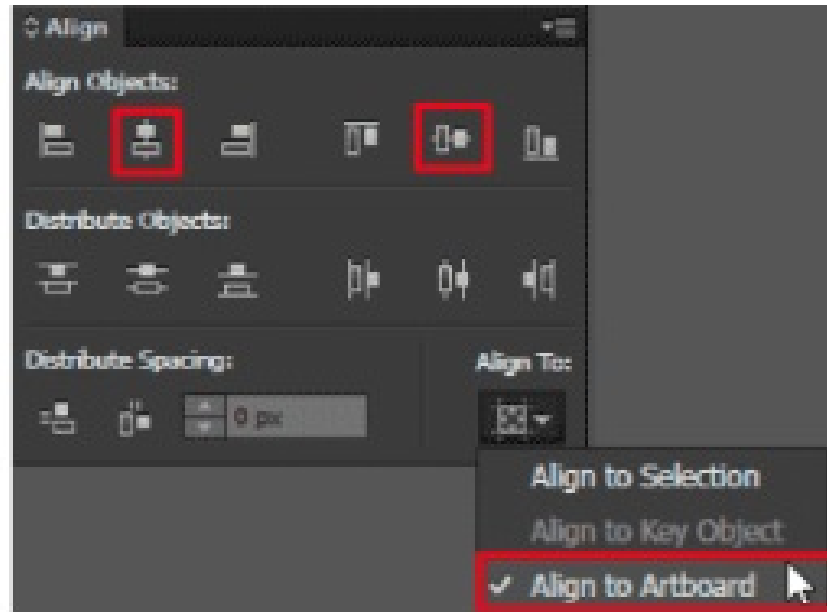 Align
Align Objects:
Distribute Objects:
Distribute Spacing:
Align To:
0 px
Align to Selection
Align to Key Object
Align to Artboard